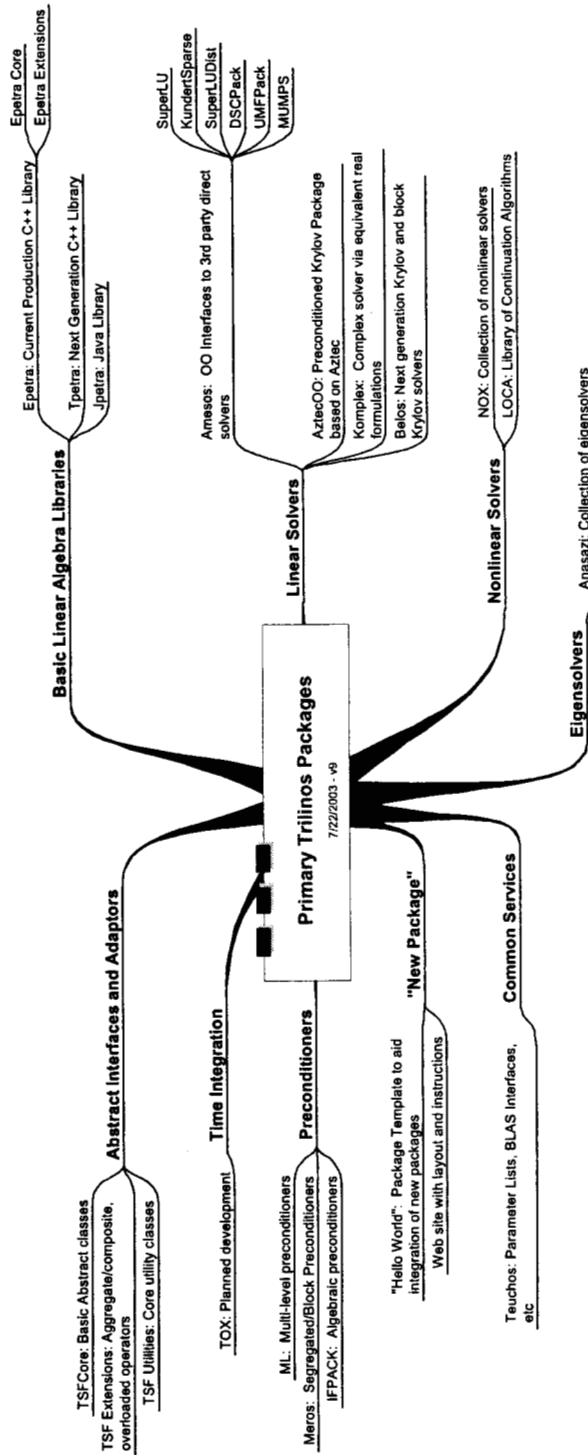 Primary Trilinos Packages
7/22/2003 - v9
Basic Linear Algebra Libraries
Epetra: Current Production C++ Library
Epetra Core
Epetra Extensions
Tpetra: Next Generation C++ Library
Jpetra: Java Library
Linear Solvers
Amesos: OO Interfaces to 3rd party direct
solvers
SuperLU
KundertSparse
SuperLUDist
DSCPack
UMFPack
MUMPS
AztecOO: Preconditioned Krylov Package
based on Aztec
Komplex: Complex solver via equivalent real
formulations
Belos: Next generation Krylov and block
Krylov solvers
Nonlinear Solvers
NOX: Collection of nonlinear solvers
LOCA: Library of Continuation Algorithms
Eigensolvers
Anasazi: Collection of eigensolvers
Abstract Interfaces and Adaptors
TSFCore: Basic Abstract classes
TSF Extensions: Aggregate/composite,
overloaded operators
TSF Utilities: Core utility classes
Time Integration
TOX: Planned development
Preconditioners
ML: Multi-level preconditioners
Meros: Segregated/Block Preconditioners
IFPACK: Algebraic preconditioners
"New Package"
"Hello World": Package Template to aid
integration of new packages
Web site with layout and instructions
Common Services
Teuchos: Parameter Lists, BLAS Interfaces,
etc